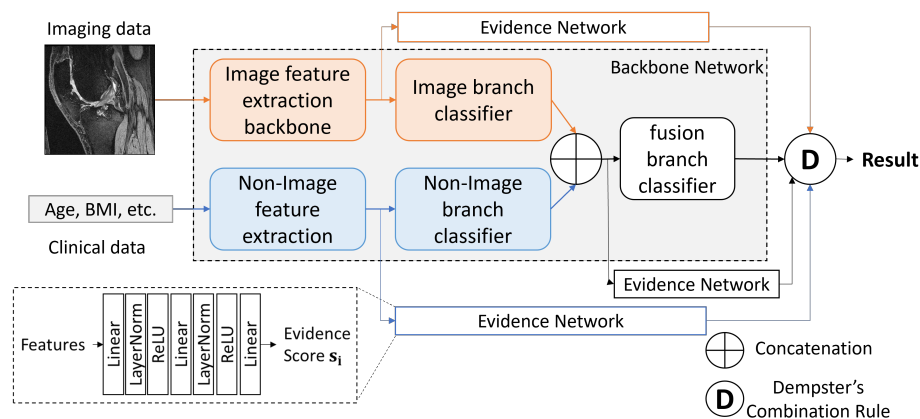 Imaging data
Evidence Network
Backbone Network
Image feature
extraction
backbone
Image branch
classifier
fusion
branch
classifier
D
Result
Non-Image
feature
extraction
Non-Image
branch
classifier
Age, BMI, etc.
Clinical data
Evidence Network
Evidence Network
Features
Linear
LayerNorm
ReLU
Linear
LayerNorm
ReLU
Linear
Evidence
Score sᵢ
Concatenation
D
Dempster's
Combination Rule